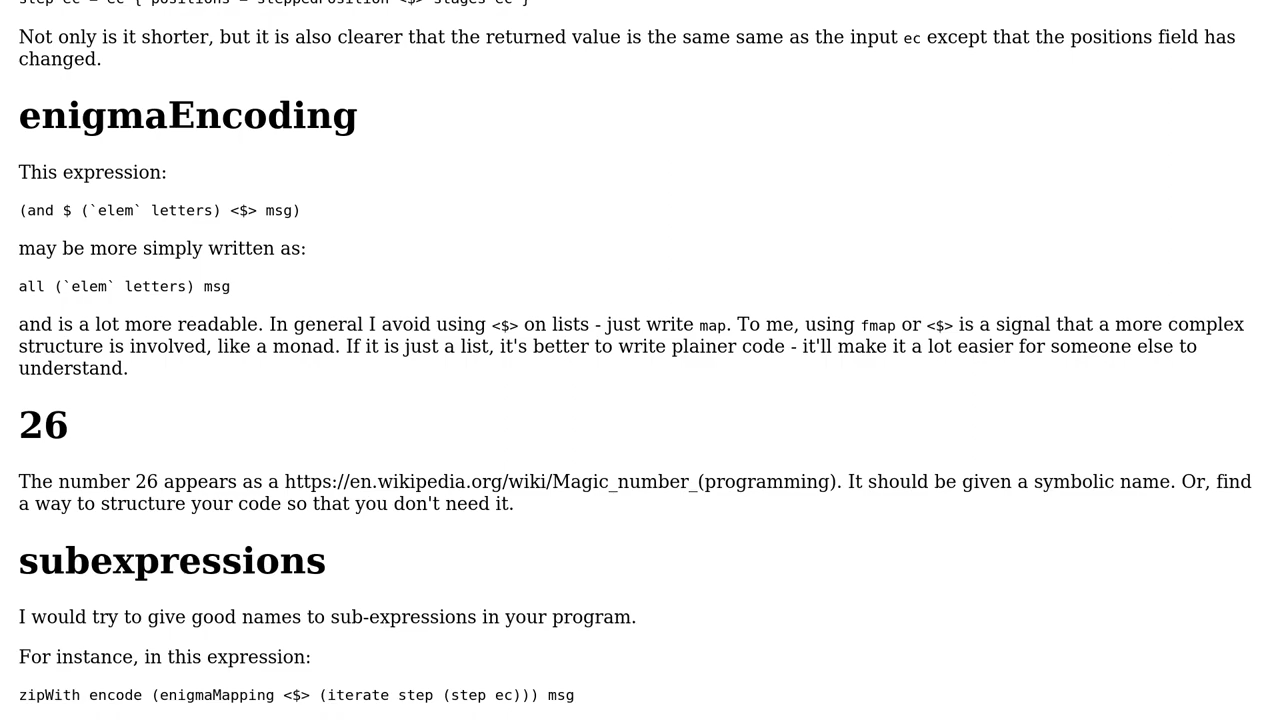 step ec = ec { positions = steppedPosition <$> stages ec }
Not only is it shorter, but it is also clearer that the returned value is the same same as the input ec except that the positions field has
changed.
enigmaEncoding
This expression:
(and $ (`elem` letters) <$> msg)
may be more simply written as:
all (`elem` letters) msg
and is a lot more readable. In general I avoid using <$> on lists - just write map. To me, using fmap or <$> is a signal that a more complex
structure is involved, like a monad. If it is just a list, it's better to write plainer code - it'll make it a lot easier for someone else to
understand.
26
The number 26 appears as a https://en.wikipedia.org/wiki/Magic_number_(programming). It should be given a symbolic name. Or, find
a way to structure your code so that you don't need it.
subexpressions
I would try to give good names to sub-expressions in your program.
For instance, in this expression:
zipWith encode (enigmaMapping <$> (iterate step (step ec))) msg